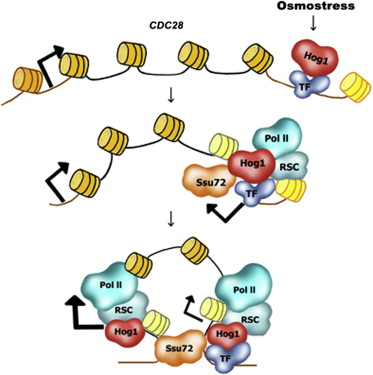 Osmostress
CDC28
Hog1
TF
Pol II
Hog1
RSC
Ssu72
TF
Pol II
Pol II
RSC
RSC
Hog1
Hog1
Ssu72
TF